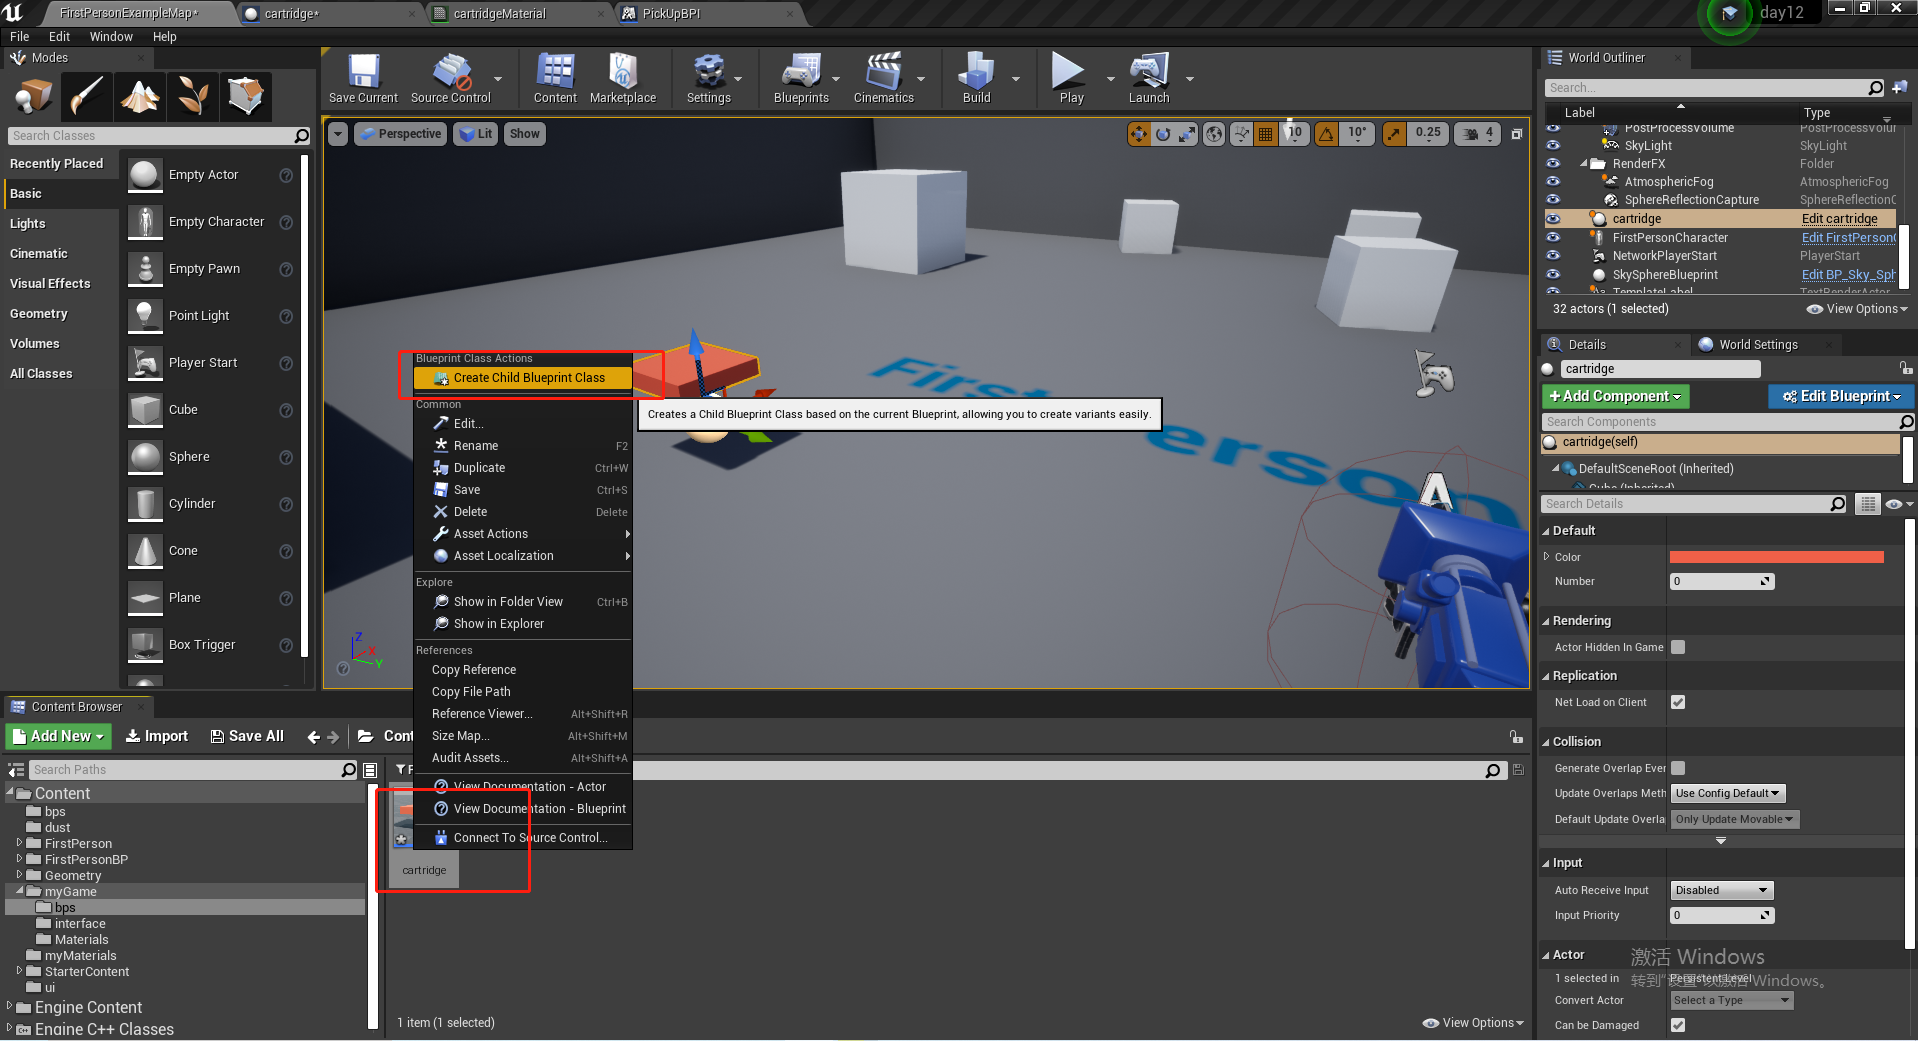 FirstPersonExampleMap*
cartridge*
cartridgeMaterial
PickUpBPI
day12
File Edit Window Help
Modes
Search Classes
Recently Placed
Basic
Lights
Cinematic
Visual Effects
Geometry
Volumes
All Classes
Empty Actor
Empty Character
Empty Pawn
Point Light
Player Start
Cube
Sphere
Cylinder
Cone
Plane
Box Trigger
Save Current
Source Control
Content
Marketplace
Settings
Blueprints
Cinematics
Build
Play
Launch
Perspective
Lit
Show
10
10°
0.25
4
First
erson
A
Z
X
Y
Blueprint Class Actions
Create Child Blueprint Class
Creates a Child Blueprint Class based on the current Blueprint, allowing you to create variants easily.
Common
Edit...
Rename F2
Duplicate Ctrl+W
Save Ctrl+S
Delete Delete
Asset Actions
Asset Localization
Explore
Show in Folder View Ctrl+B
Show in Explorer
References
Copy Reference
Copy File Path
Reference Viewer... Alt+Shift+R
Size Map... Alt+Shift+M
Audit Assets... Alt+Shift+A
View Documentation - Actor
View Documentation - Blueprint
Connect To Source Control...
World Outliner
Search...
Label Type
PostProcessVolume PostProcessVolur
SkyLight SkyLight
RenderFX Folder
AtmosphericFog AtmosphericFog
SphereReflectionCapture SphereReflectionC
cartridge Edit cartridge
FirstPersonCharacter Edit FirstPersonC
NetworkPlayerStart PlayerStart
SkySphereBlueprint Edit BP_Sky_Sph
TemplateLabel TextRenderActor
32 actors (1 selected)
View Options
Details
World Settings
cartridge
+Add Component
Edit Blueprint
Search Components
cartridge(self)
DefaultSceneRoot (Inherited)
Cube (Inherited)
Search Details
Default
Color
Number 0
Rendering
Actor Hidden In Game
Replication
Net Load on Client
Collision
Generate Overlap Ever
Update Overlaps Meth Use Config Default
Default Update Overla Only Update Movable
Input
Auto Receive Input Disabled
Input Priority 0
Actor
1 selected in Persistent Level
Convert Actor Select a Type
Can be Damaged
激活 Windows
转到"设置"以激活 Windows。
Content Browser
Add New
Import
Save All
Cont
Search Paths
Content
bps
dust
FirstPerson
FirstPersonBP
Geometry
myGame
bps
interface
Materials
myMaterials
StarterContent
ui
Engine Content
Engine C++ Classes
F
cartridge
1 item (1 selected)
View Options